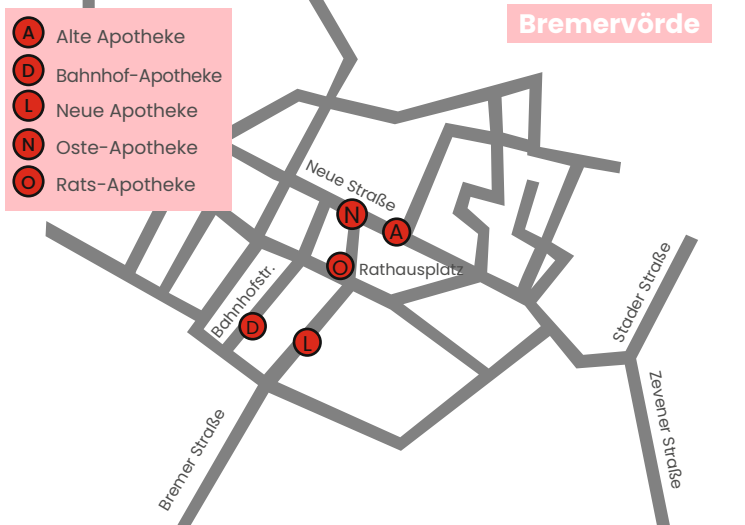 Bremervörde
A Alte Apotheke
D Bahnhof-Apotheke
L Neue Apotheke
N Oste-Apotheke
O Rats-Apotheke
Neue Straße
N
A
O Rathausplatz
Bahnhofstr.
D
L
Stader Straße
Zevener Straße
Bremer Straße